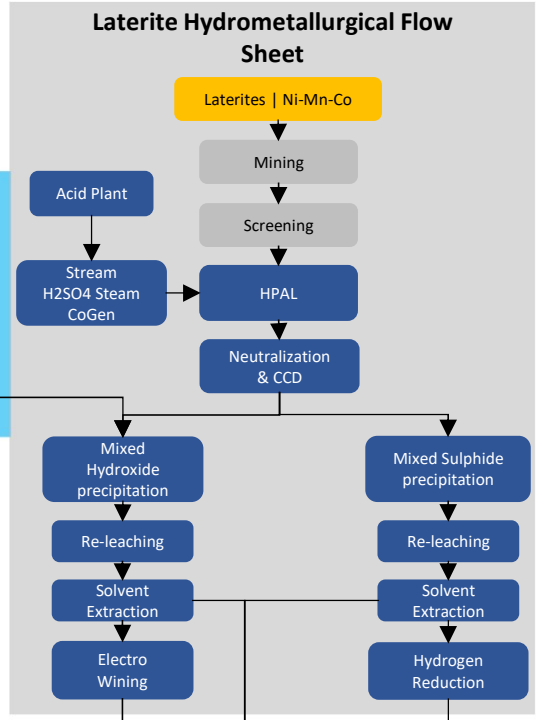 Laterite Hydrometallurgical Flow
Sheet
Laterites | Ni-Mn-Co
Mining
Acid Plant
Screening
Stream
H2SO4 Steam
CoGen
HPAL
Neutralization
& CCD
Mixed
Hydroxide
precipitation
Mixed Sulphide
precipitation
Re-leaching
Re-leaching
Solvent
Extraction
Solvent
Extraction
Electro
Wining
Hydrogen
Reduction